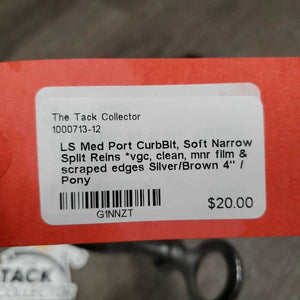 The Tack Collector
1000713-12
LS Med Port CurbBit, Soft Narrow
Split Reins *vgc, clean, mnr film &
scraped edges Silver/Brown 4" /
Pony
G1NNZT
$20.00
TACK